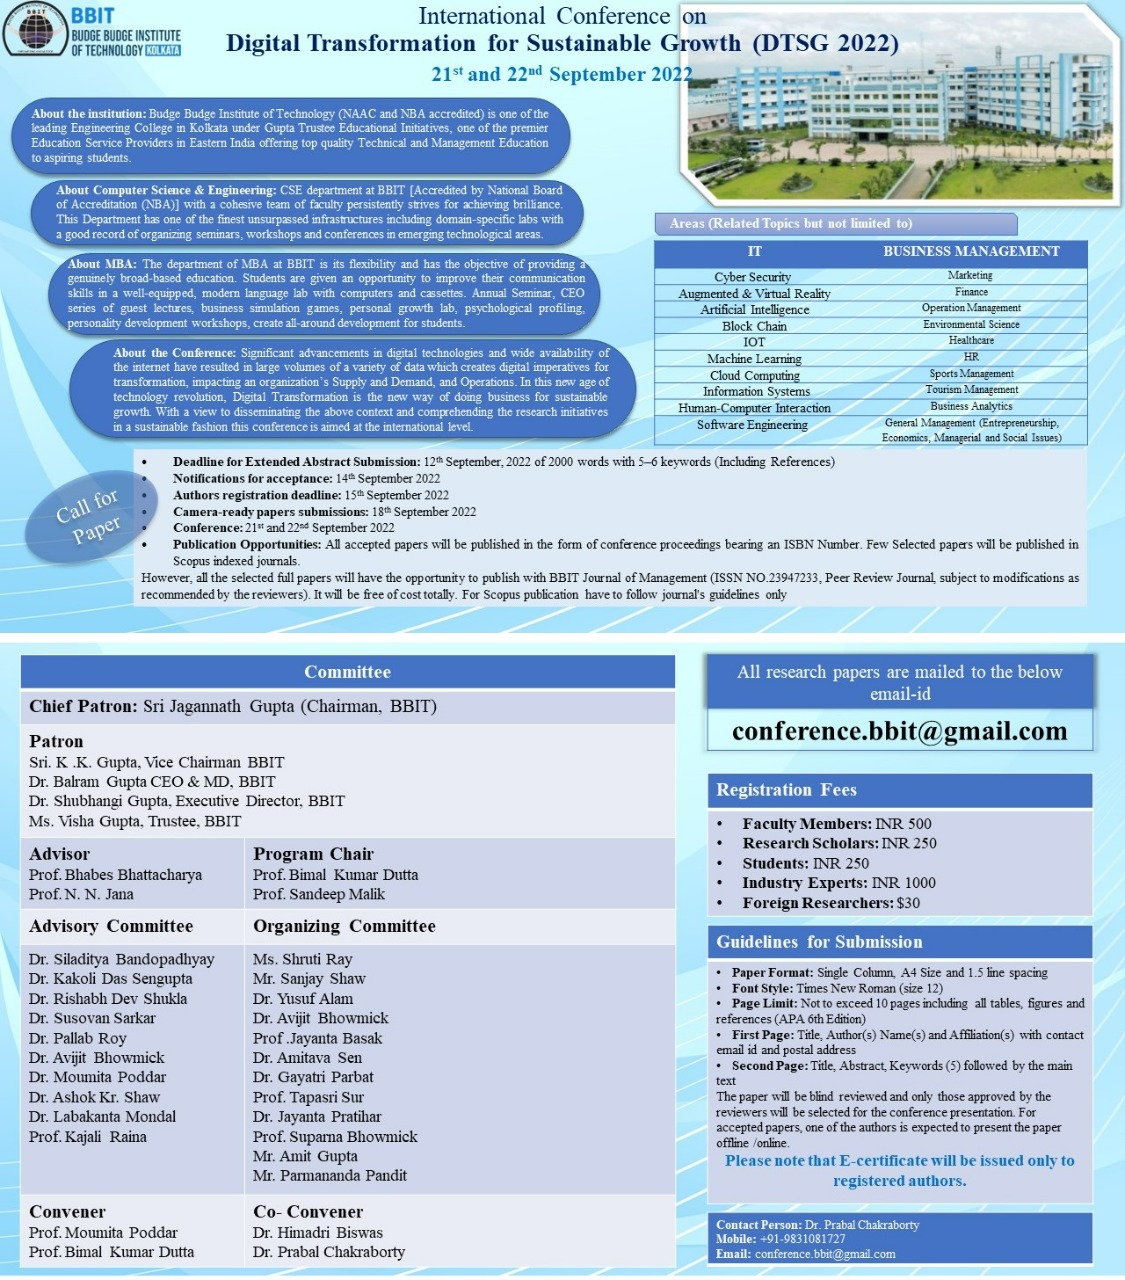 BBIT
BUDGE BUDGE INSTITUTE
OF TECHNOLOGY KOLKATA
International Conference on
Digital Transformation for Sustainable Growth (DTSG 2022)
21st and 22nd September 2022
About the institution: Budge Budge Institute of Technology (NAAC and NBA accredited) is one of the
leading Engineering College in Kolkata under Gupta Trustee Educational Initiatives, one of the premier
Education Service Providers in Eastern India offering top quality Technical and Management Education
to aspiring students.
About Computer Science & Engineering: CSE department at BBIT [Accredited by National Board
of Accreditation (NBA)] with a cohesive team of faculty persistently strives for achieving brilliance.
This Department has one of the finest unsurpassed infrastructures including domain-specific labs with
a good record of organizing seminars, workshops and conferences in emerging technological areas.
About MBA: The department of MBA at BBIT is its flexibility and has the objective of providing a
genuinely broad-based education. Students are given an opportunity to improve their communication
skills in a well-equipped, modern language lab with computers and cassettes. Annual Seminar, CEO
series of guest lectures, business simulation games, personal growth lab, psychological profiling,
personality development workshops, create all-around development for students.
About the Conference: Significant advancements in digital technologies and wide availability of
the internet have resulted in large volumes of a variety of data which creates digital imperatives for
transformation, impacting an organization`s Supply and Demand, and Operations. In this new age of
technology revolution, Digital Transformation is the new way of doing business for sustainable
growth. With a view to disseminating the above context and comprehending the research initiatives
in a sustainable fashion this conference is aimed at the international level.
Areas (Related Topics but not limited to)
IT BUSINESS MANAGEMENT
Cyber Security Marketing
Augmented & Virtual Reality Finance
Artificial Intelligence Operation Management
Block Chain Environmental Science
IOT Healthcare
Machine Learning HR
Cloud Computing Sports Management
Information Systems Tourism Management
Human-Computer Interaction Business Analytics
Software Engineering General Management (Entrepreneurship,
Economics, Managerial and Social Issues)
Call for
Paper
• Deadline for Extended Abstract Submission: 12th September, 2022 of 2000 words with 5–6 keywords (Including References)
• Notifications for acceptance: 14th September 2022
• Authors registration deadline: 15th September 2022
• Camera-ready papers submissions: 18th September 2022
• Conference: 21st and 22nd September 2022
• Publication Opportunities: All accepted papers will be published in the form of conference proceedings bearing an ISBN Number. Few Selected papers will be published in
Scopus indexed journals.
However, all the selected full papers will have the opportunity to publish with BBIT Journal of Management (ISSN NO.23947233, Peer Review Journal, subject to modifications as
recommended by the reviewers). It will be free of cost totally. For Scopus publication have to follow journal's guidelines only
Committee
Chief Patron: Sri Jagannath Gupta (Chairman, BBIT)
Patron
Sri. K .K. Gupta, Vice Chairman BBIT
Dr. Balram Gupta CEO & MD, BBIT
Dr. Shubhangi Gupta, Executive Director, BBIT
Ms. Visha Gupta, Trustee, BBIT
Advisor
Prof. Bhabes Bhattacharya
Prof. N. N. Jana
Program Chair
Prof. Bimal Kumar Dutta
Prof. Sandeep Malik
Advisory Committee
Dr. Siladitya Bandopadhyay
Dr. Kakoli Das Sengupta
Dr. Rishabh Dev Shukla
Dr. Susovan Sarkar
Dr. Pallab Roy
Dr. Avijit Bhowmick
Dr. Moumita Poddar
Dr. Ashok Kr. Shaw
Dr. Labakanta Mondal
Prof. Kajali Raina
Organizing Committee
Ms. Shruti Ray
Mr. Sanjay Shaw
Dr. Yusuf Alam
Dr. Avijit Bhowmick
Prof .Jayanta Basak
Dr. Amitava Sen
Dr. Gayatri Parbat
Prof. Tapasri Sur
Dr. Jayanta Pratihar
Prof. Suparna Bhowmick
Mr. Amit Gupta
Mr. Parmananda Pandit
Convener
Prof. Moumita Poddar
Prof. Bimal Kumar Dutta
Co- Convener
Dr. Himadri Biswas
Dr. Prabal Chakraborty
All research papers are mailed to the below
email-id
conference.bbit@gmail.com
Registration Fees
• Faculty Members: INR 500
• Research Scholars: INR 250
• Students: INR 250
• Industry Experts: INR 1000
• Foreign Researchers: $30
Guidelines for Submission
• Paper Format: Single Column, A4 Size and 1.5 line spacing
• Font Style: Times New Roman (size 12)
• Page Limit: Not to exceed 10 pages including all tables, figures and
references (APA 6th Edition)
• First Page: Title, Author(s) Name(s) and Affiliation(s) with contact
email id and postal address
• Second Page: Title, Abstract, Keywords (5) followed by the main
text
The paper will be blind reviewed and only those approved by the
reviewers will be selected for the conference presentation. For
accepted papers, one of the authors is expected to present the paper
offline /online.
Please note that E-certificate will be issued only to
registered authors.
Contact Person: Dr. Prabal Chakraborty
Mobile: +91-9831081727
Email: conference.bbit@gmail.com